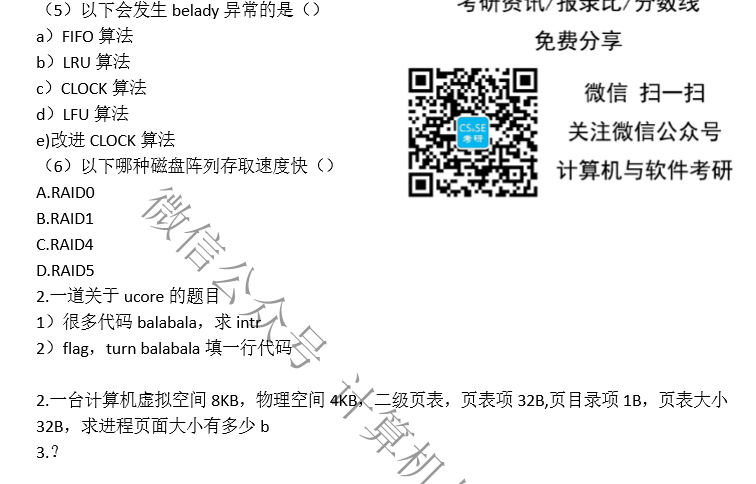 （5）以下会发生 belady 异常的是（）
a）FIFO 算法
b）LRU 算法
c）CLOCK 算法
d）LFU 算法
e)改进 CLOCK 算法
（6）以下哪种磁盘阵列存取速度快（）
A.RAID0
B.RAID1
C.RAID4
D.RAID5
2.一道关于 ucore 的题目
1）很多代码 balabala，求 intr
2）flag，turn balabala 填一行代码
2.一台计算机虚拟空间 8KB，物理空间 4KB，二级页表，页表项 32B,页目录项 1B，页表大小
32B，求进程页面大小有多少 b
3.？
考研资讯/报录比/分数线
免费分享
CS&SE
考研
微信 扫一扫
关注微信公众号
计算机与软件考研
微信公众号 计算机